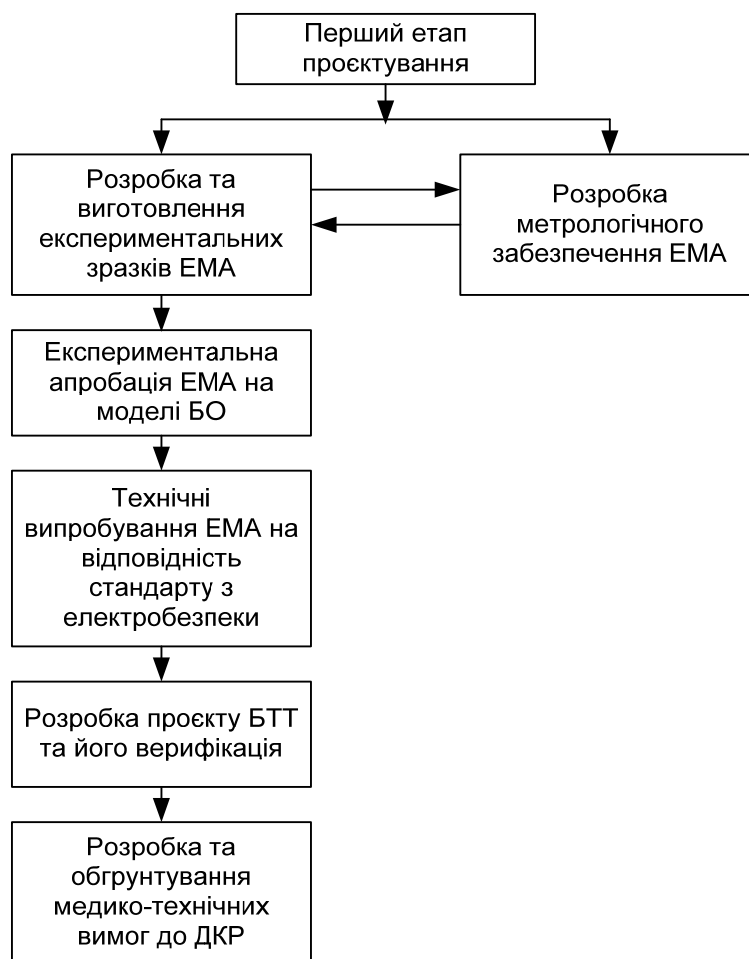 Перший етап
проєктування
Розробка та
виготовлення
експериментальних
зразків ЕМА
Розробка
метрологічного
забезпечення ЕМА
Експериментальна
апробація ЕМА на
моделі БО
Технічні
випробування ЕМА на
відповідність
стандарту з
електробезпеки
Розробка проєкту БТТ
та його верифікація
Розробка та
обгрунтування
медико-технічних
вимог до ДКР